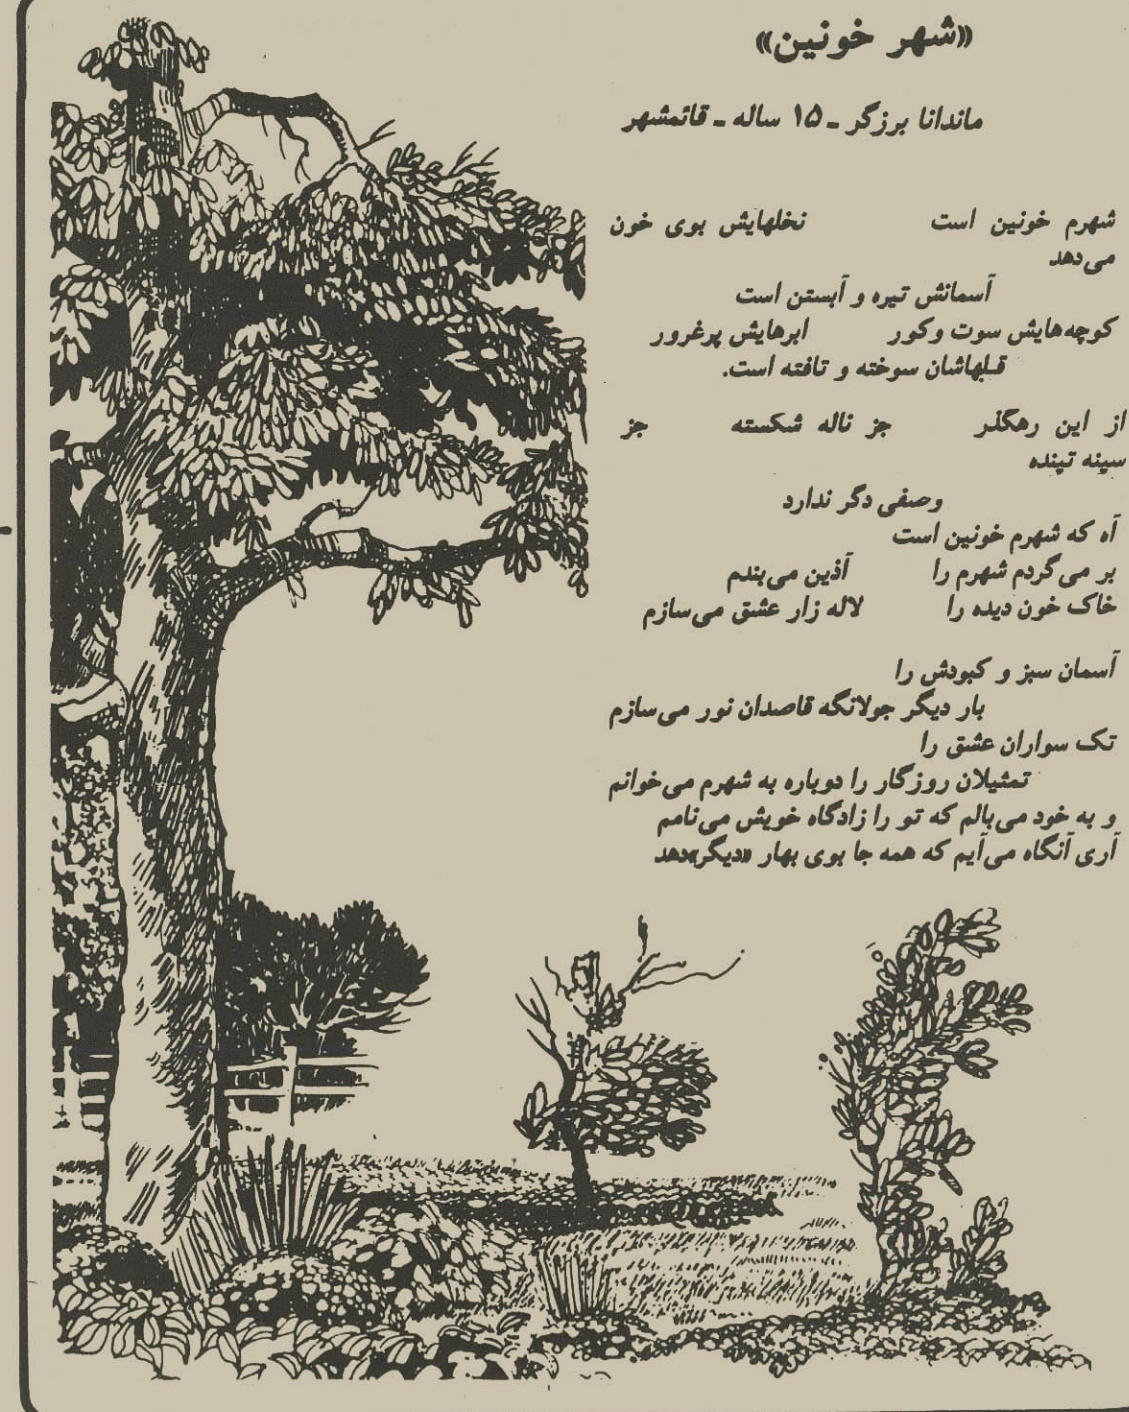 «شهر خونین»
ماندانا برزگر ـ ۱۵ ساله ـ قائمشهر
شهرم خونین است نخلهایش بوی خون
می‌دهد
آسمانش تیره و آبستن است
کوچه‌هایش سوت وکور ابرهایش پرغرور
قلبهاشان سوخته و تافته است.
از این رهگذر جز ناله شکسته جز
سینه تپنده
وصفی دگر ندارد
آه که شهرم خونین است
بر می‌گردم شهرم را آذین می‌بندم
خاک خون دیده را لاله زار عشق می‌سازم
آسمان سبز و کبودش را
بار دیگر جولانگه قاصدان نور می‌سازم
تک سواران عشق را
تمثیلان روزگار را دوباره به شهرم می‌خوانم
و به خود می‌بالم که تو را زادگاه خویش می‌نامم
آری آنگاه می‌آیم که همه جا بوی بهار «دیگر»دهد